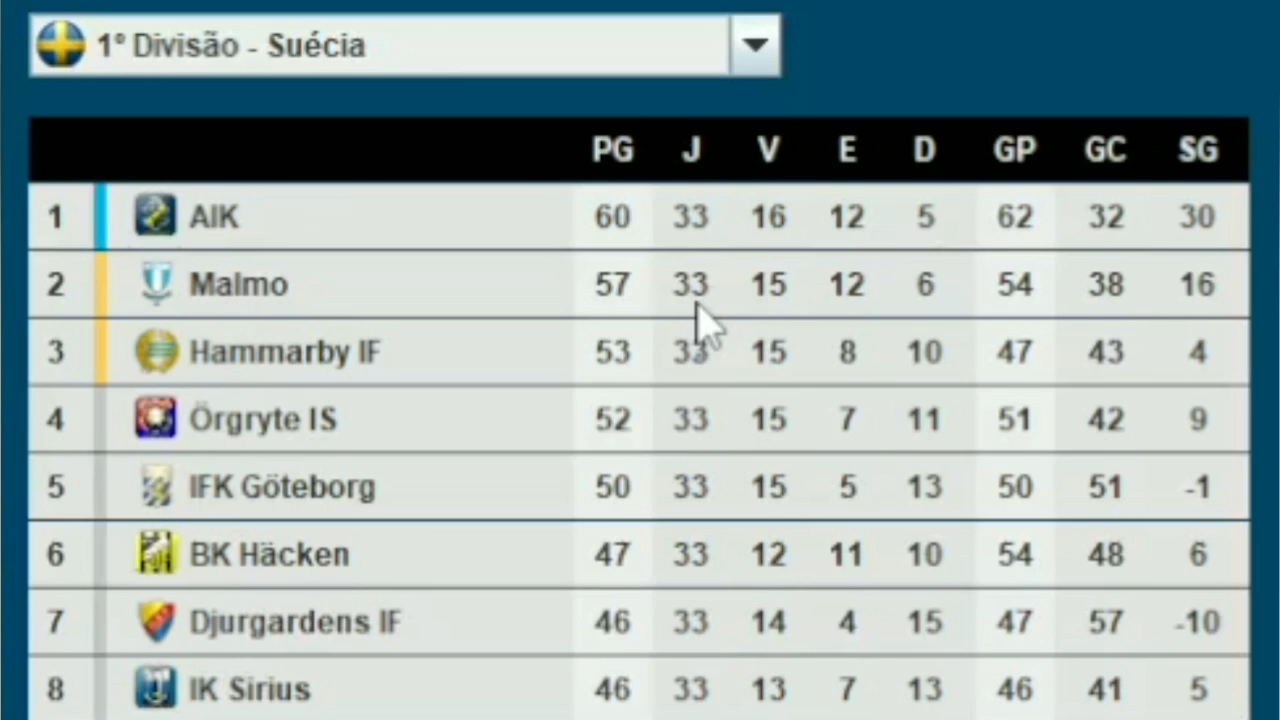 1° Divisão - Suécia
PG J V E D GP GC SG
1 AIK 60 33 16 12 5 62 32 30
2 Malmo 57 33 15 12 6 54 38 16
3 Hammarby IF 53 33 15 8 10 47 43 4
4 Örgryte IS 52 33 15 7 11 51 42 9
5 IFK Göteborg 50 33 15 5 13 50 51 -1
6 BK Häcken 47 33 12 11 10 54 48 6
7 Djurgardens IF 46 33 14 4 15 47 57 -10
8 IK Sirius 46 33 13 7 13 46 41 5